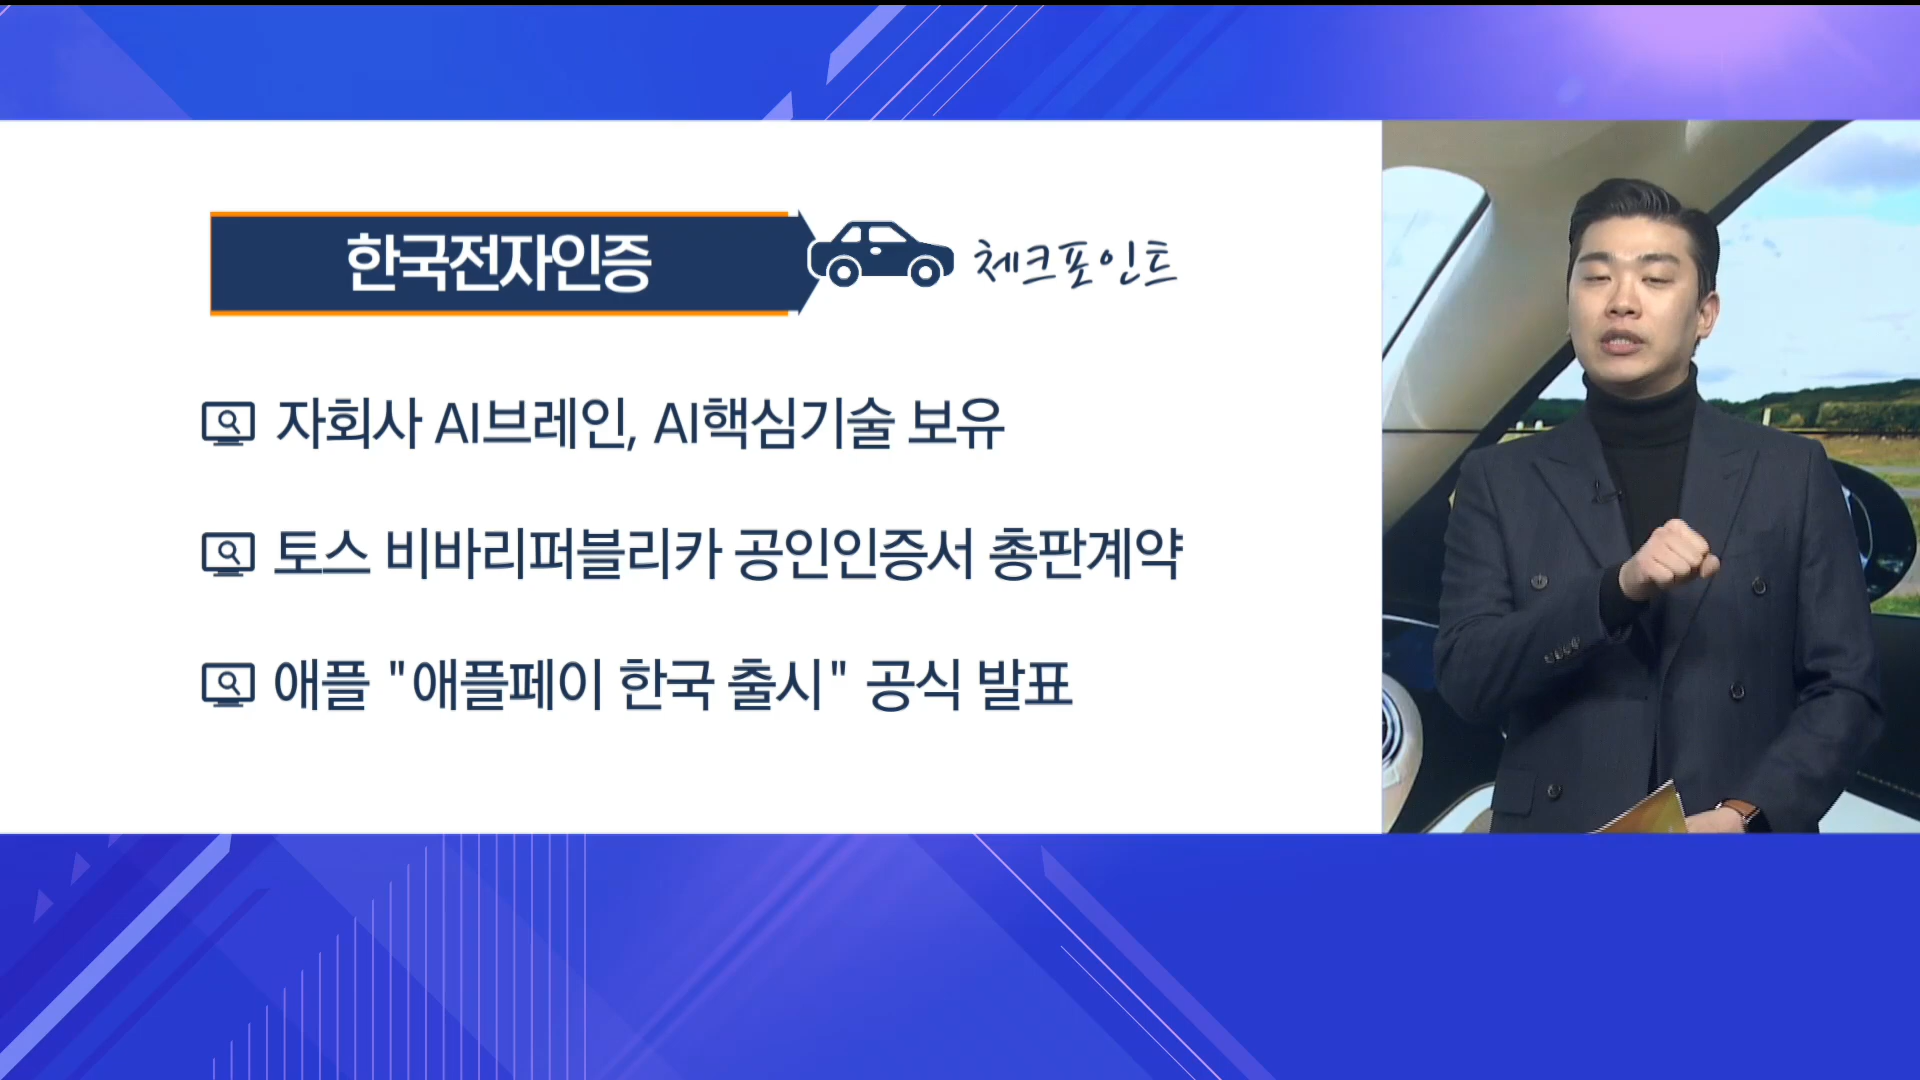 한국전자인증
체크포인트
자회사 AI브레인, AI핵심기술 보유
토스 비바리퍼블리카 공인인증서 총판계약
애플 "애플페이 한국 출시" 공식 발표